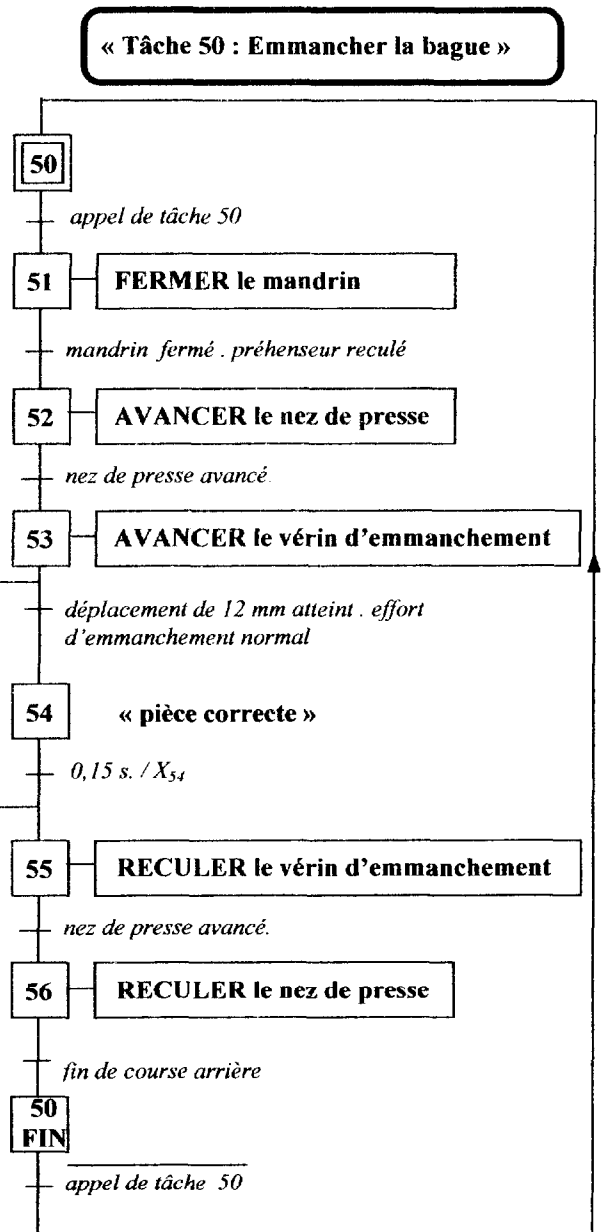 « Tâche 50 : Emmancher la bague »
50
appel de tâche 50
51 FERMER le mandrin
mandrin fermé . préhenseur reculé
52 AVANCER le nez de presse
nez de presse avancé
53 AVANCER le vérin d'emmanchement
déplacement de 12 mm atteint . effort
d'emmanchement normal
54 « pièce correcte »
0,15 s. / X54
55 RECULER le vérin d'emmanchement
nez de presse avancé.
56 RECULER le nez de presse
fin de course arrière
50
FIN
appel de tâche 50